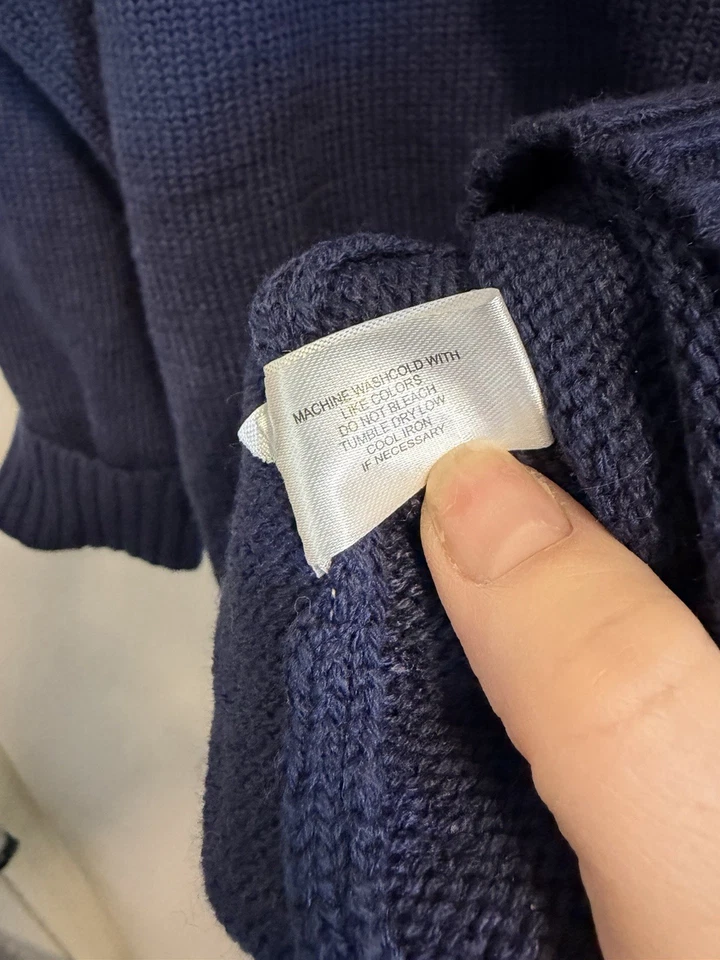 MACHINE WASHCOLD WITH
LIKE COLORS
DO NOT BLEACH
TUMBLE DRY LOW
COOL IRON
IF NECESSARY